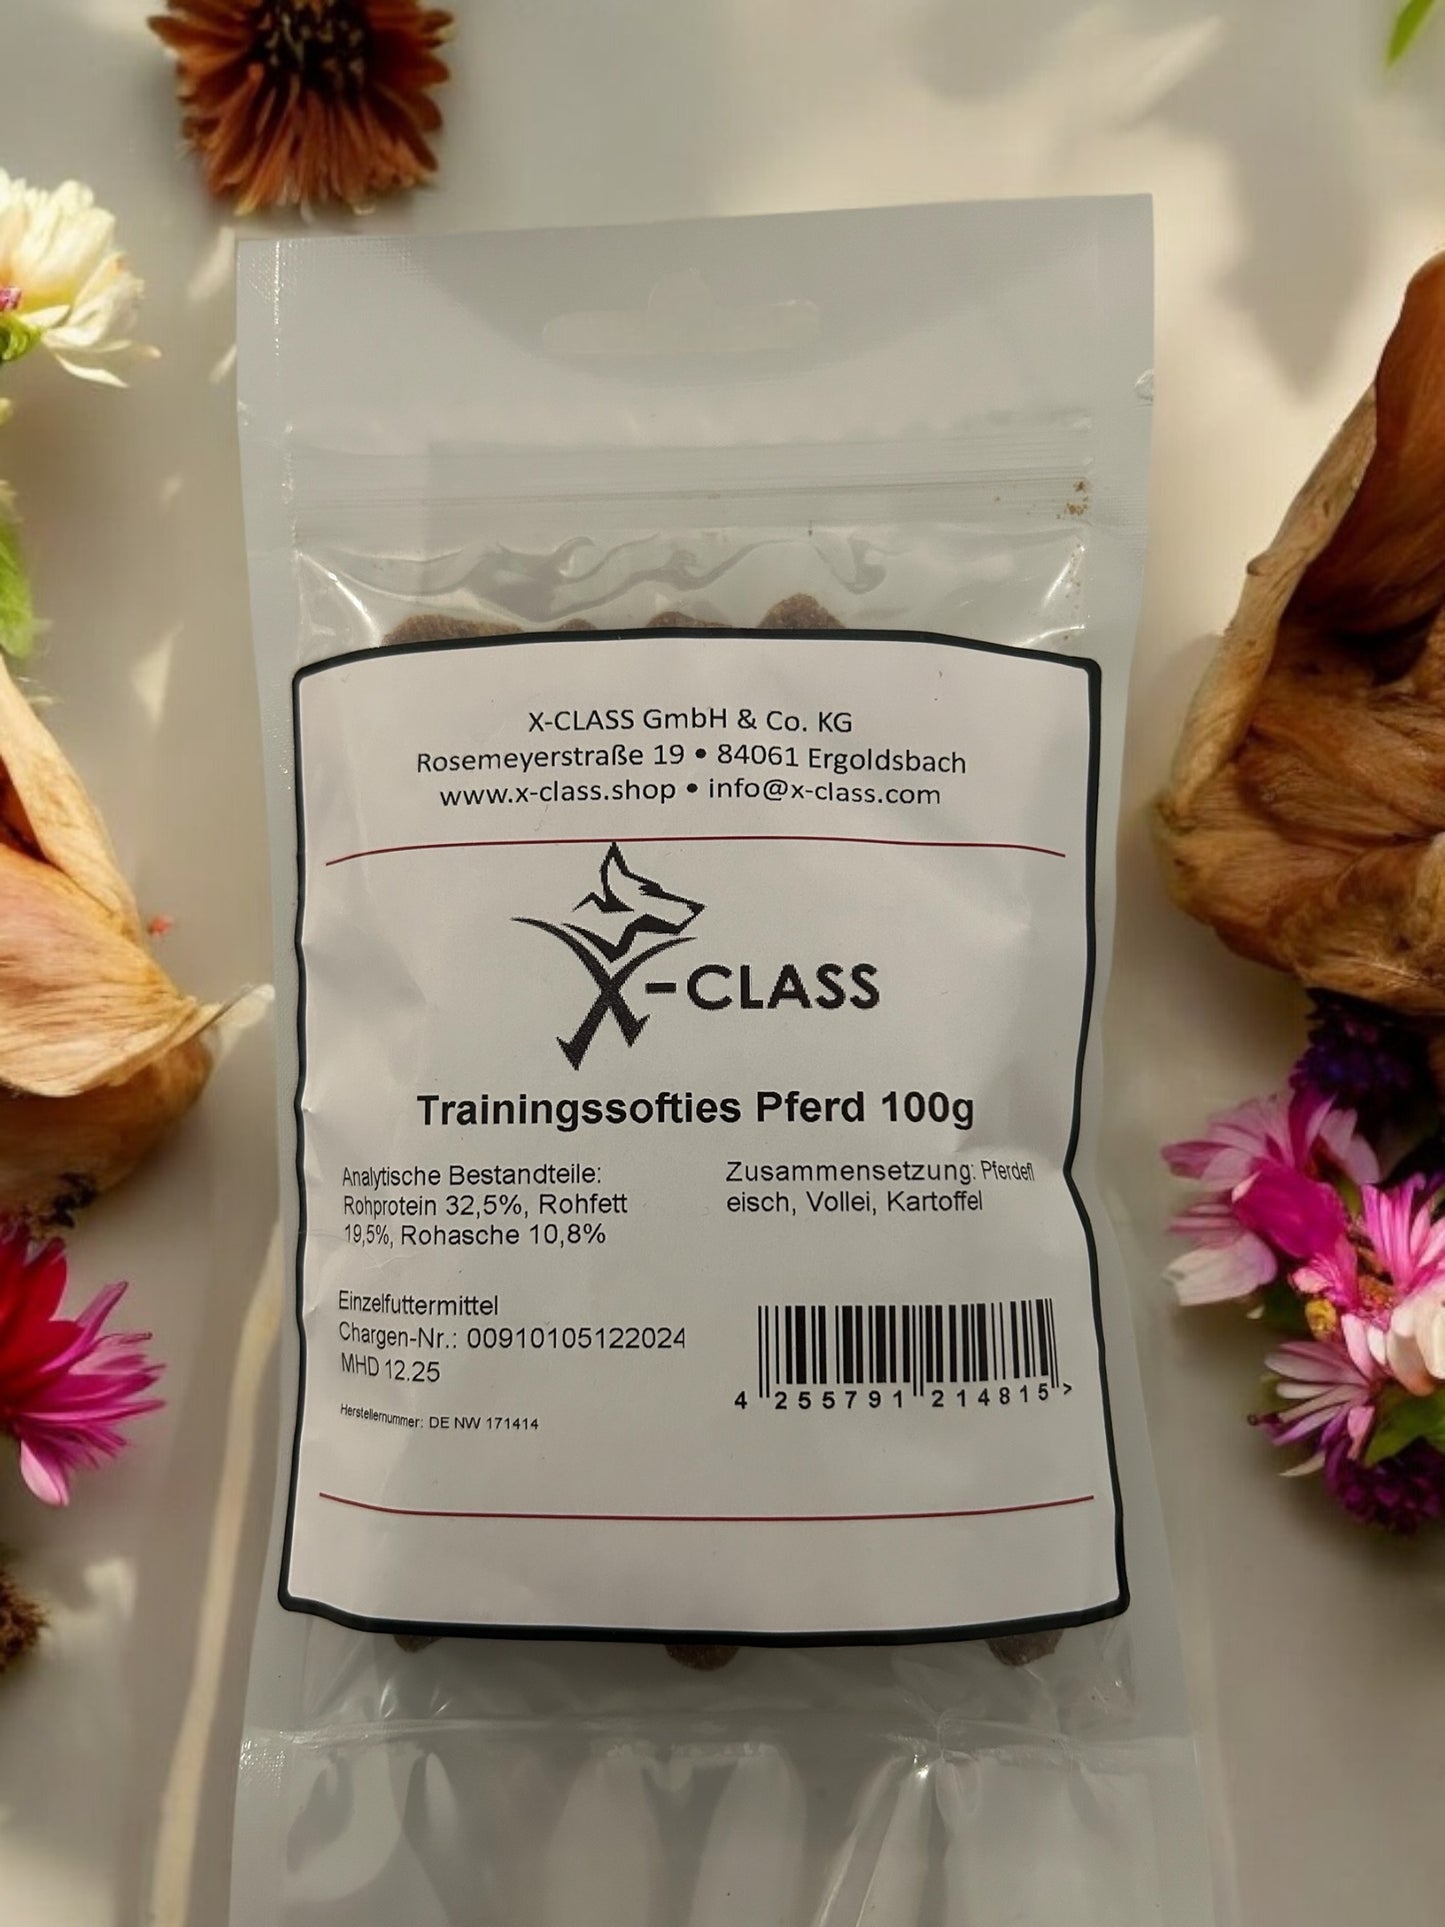 X-CLASS GmbH & Co. KG
Rosemeyerstraße 19 • 84061 Ergoldsbach
www.x-class.shop • info@x-class.com
X-CLASS
Trainingssofties Pferd 100g
Analytische Bestandteile:
Rohprotein 32,5%, Rohfett
19,5%, Rohasche 10,8%
Zusammensetzung: Pferdefl
eisch, Vollei, Kartoffel
Einzelfuttermittel
Chargen-Nr.: 00910105122024
MHD 12.25
Herstellernummer: DE NW 171414
4 255791 214815 >